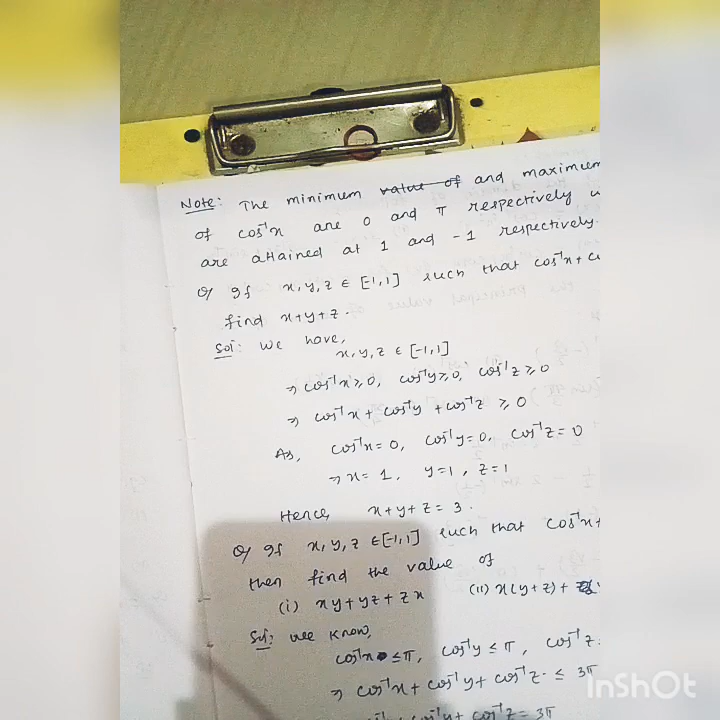 Note: The minimum value of and maximum
of cos⁻¹x are 0 and π respectively
are attained at 1 and -1 respectively.
Q/ If x, y, z ∈ [-1,1] such that cos⁻¹x +
find x+y+z.
Sol: We have,
x, y, z ∈ [-1,1]
⇒ cos⁻¹x ≥ 0, cos⁻¹y ≥ 0, cos⁻¹z ≥ 0
⇒ cos⁻¹x + cos⁻¹y + cos⁻¹z ≥ 0
As, cos⁻¹x = 0, cos⁻¹y = 0, cos⁻¹z = 0
⇒ x = 1, y = 1, z = 1
Hence, x+y+z = 3.
Q/ If x, y, z ∈ [-1,1] such that cos⁻¹x +
then find the value of
(i) xy+yz+zx (ii) x(y+z) +
Sol: We know,
cos⁻¹x ≤ π, cos⁻¹y ≤ π, cos⁻¹z
⇒ cos⁻¹x + cos⁻¹y + cos⁻¹z ≤ 3π
cos⁻¹y + cos⁻¹z = 3π
InShOt